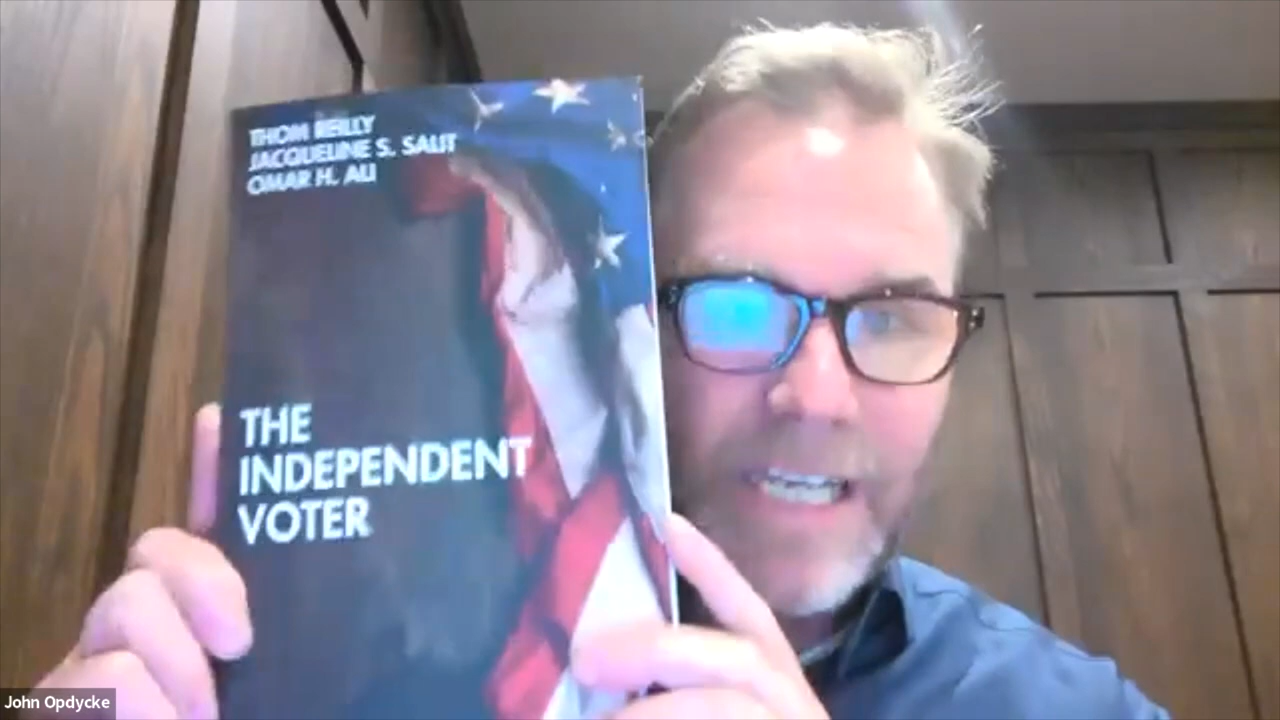 THOM REILLY
JACQUELINE S. SALIT
OMAR H. ALI
THE
INDEPENDENT
VOTER
John Opdycke